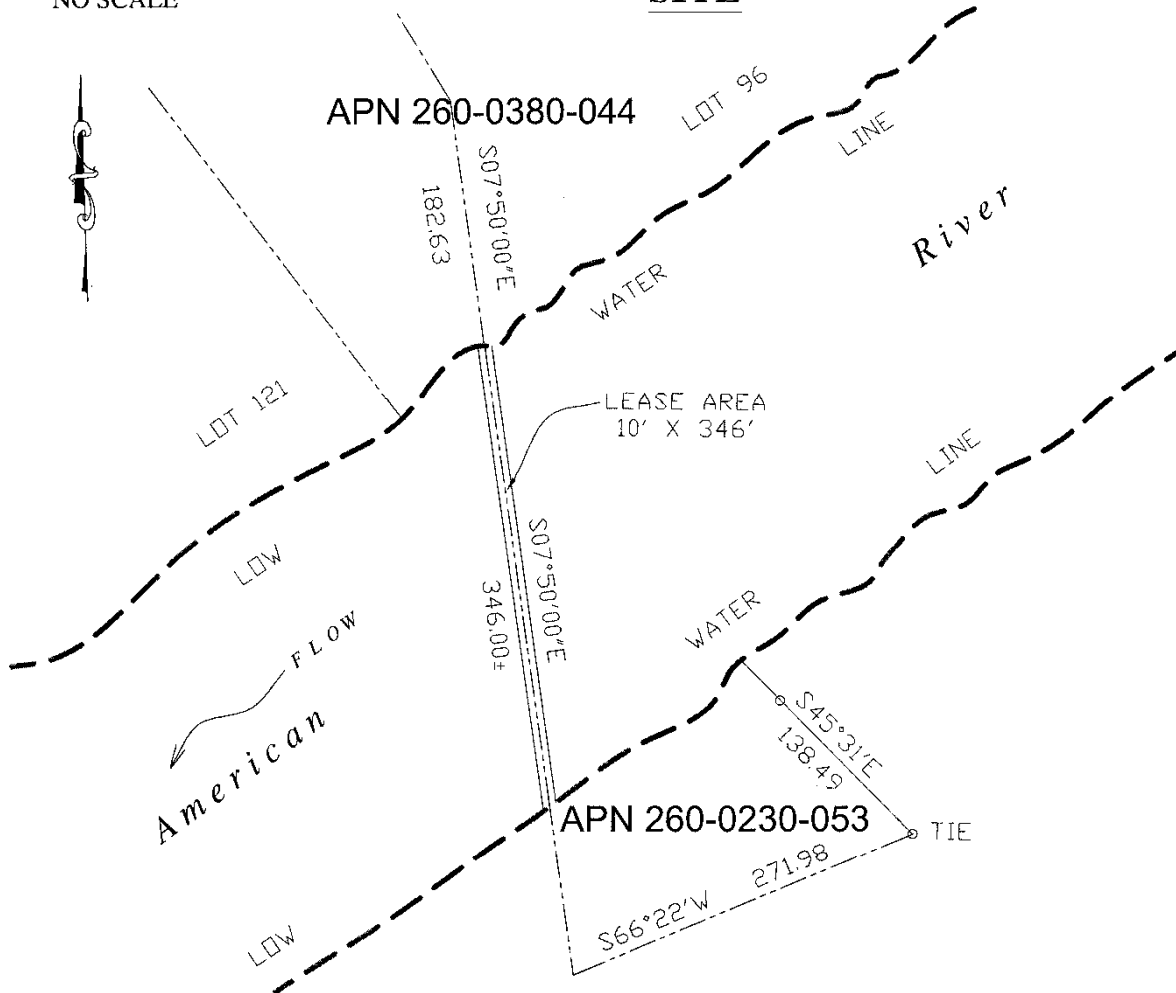 NO SCALE
SITE
APN 260-0380-044
LOT 96
LINE
S07°50'00"E
182.63
River
WATER
LOT 121
LEASE AREA
10' X 346'
LINE
LOW
S07°50'00"E
346.00±
WATER
FLOW
American
S45°31'E
138.49
APN 260-0230-053
TIE
271.98
S66°22'W
LOW